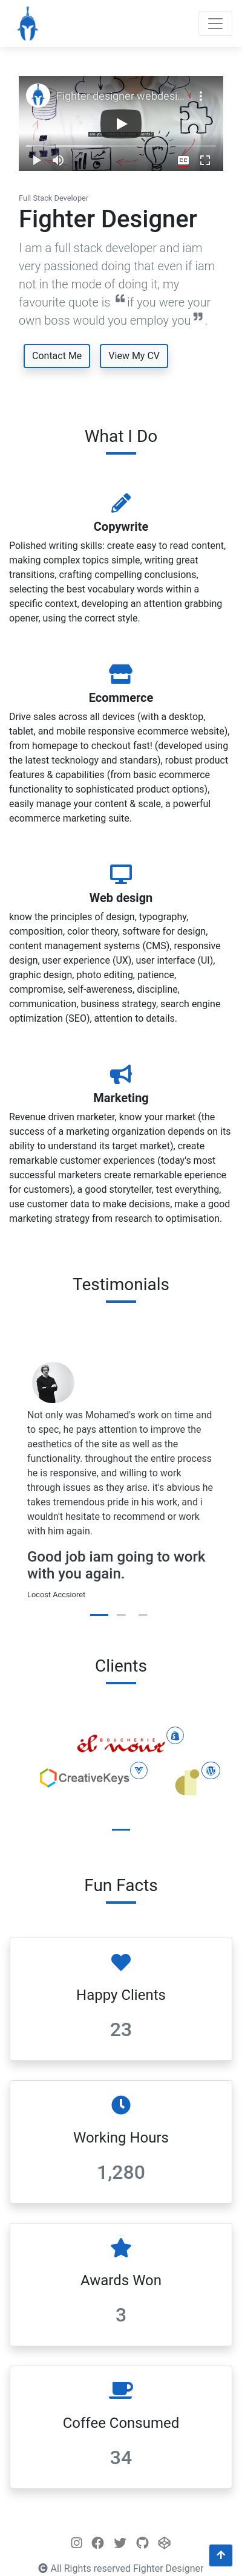 Fighter designer webdesi...
CC
Full Stack Developer
Fighter Designer
I am a full stack developer and iam
very passioned doing that even if iam
not in the mode of doing it, my
favourite quote is ❝ if you were your
own boss would you employ you ❞ .
Contact Me
View My CV
What I Do
Copywrite
Polished writing skills: create easy to read content,
making complex topics simple, writing great
transitions, crafting compelling conclusions,
selecting the best vocabulary words within a
specific context, developing an attention grabbing
opener, using the correct style.
Ecommerce
Drive sales across all devices (with a desktop,
tablet, and mobile responsive ecommerce website),
from homepage to checkout fast! (developed using
the latest technology and standars), robust product
features & capabilities (from basic ecommerce
functionality to sophisticated product options),
easily manage your content & scale, a powerful
ecommerce marketing suite.
Web design
know the principles of design, typography,
composition, color theory, software for design,
content management systems (CMS), responsive
design, user experience (UX), user interface (UI),
graphic design, photo editing, patience,
compromise, self-awereness, discipline,
communication, business strategy, search engine
optimization (SEO), attention to details.
Marketing
Revenue driven marketer, know your market (the
success of a marketing organization depends on its
ability to understand its target market), create
remarkable customer experiences (today's most
successful marketers create remarkable eperience
for customers), a good storyteller, test everything,
use customer data to make decisions, make a good
marketing strategy from research to ptimisation.
Testimonials
Not only was Mohamed's work on time and
to spec, he pays attention to improve the
aesthetics of the site as well as the
functionality. throughout the entire process
he is responsive, and willing to work
through issues as they arise. it's abvious he
takes tremendous pride in his work, and i
wouldn't hesitate to recommend or work
with him again.
Good job iam going to work
with you again.
Locost Accsioret
Clients
BOUCHERIE
el nour
CreativeKeys
Fun Facts
Happy Clients
23
Working Hours
1,280
Awards Won
3
Coffee Consumed
34
All Rights reserved Fighter Designer